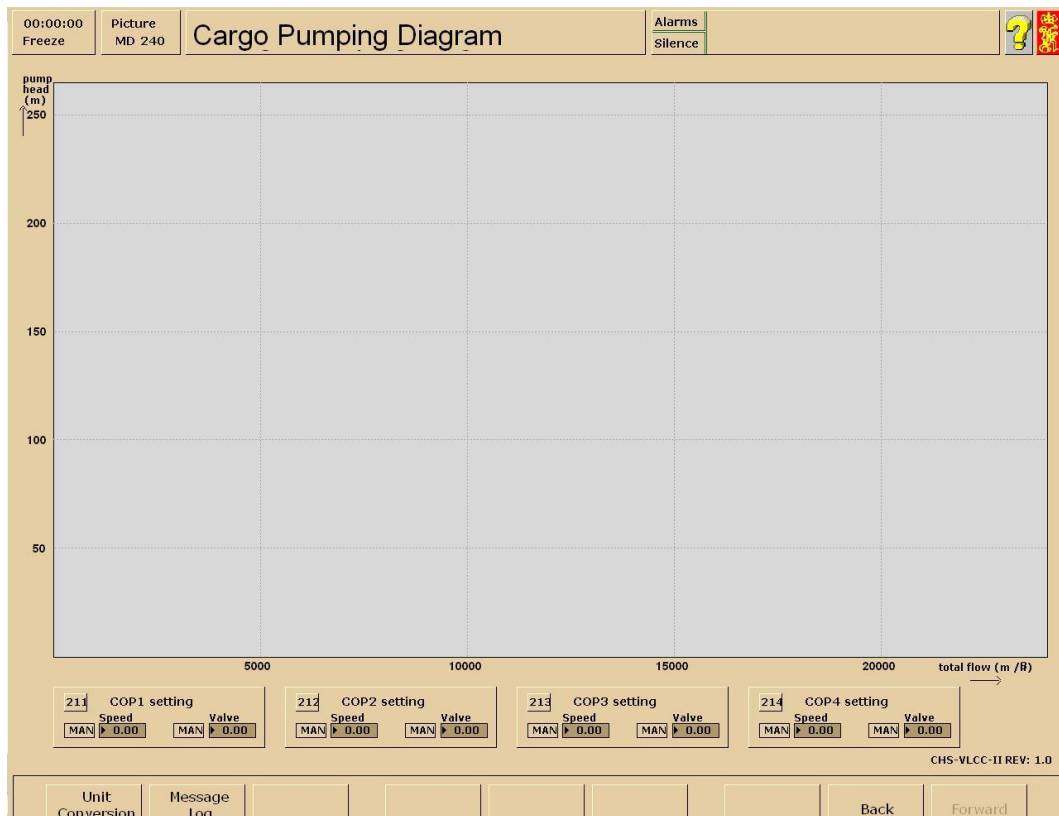 00:00:00
Freeze
Picture
MD 240
Cargo Pumping Diagram
Alarms
Silence
pump
head
(m)
250
200
150
100
50
5000
10000
15000
20000
total flow (m /h)
211 COP1 setting
Speed Valve
MAN 0.00 MAN 0.00
212 COP2 setting
Speed Valve
MAN 0.00 MAN 0.00
213 COP3 setting
Speed Valve
MAN 0.00 MAN 0.00
214 COP4 setting
Speed Valve
MAN 0.00 MAN 0.00
CHS-VLCC-II REV: 1.0
Unit
Conversion
Message
Log
Back
Forward